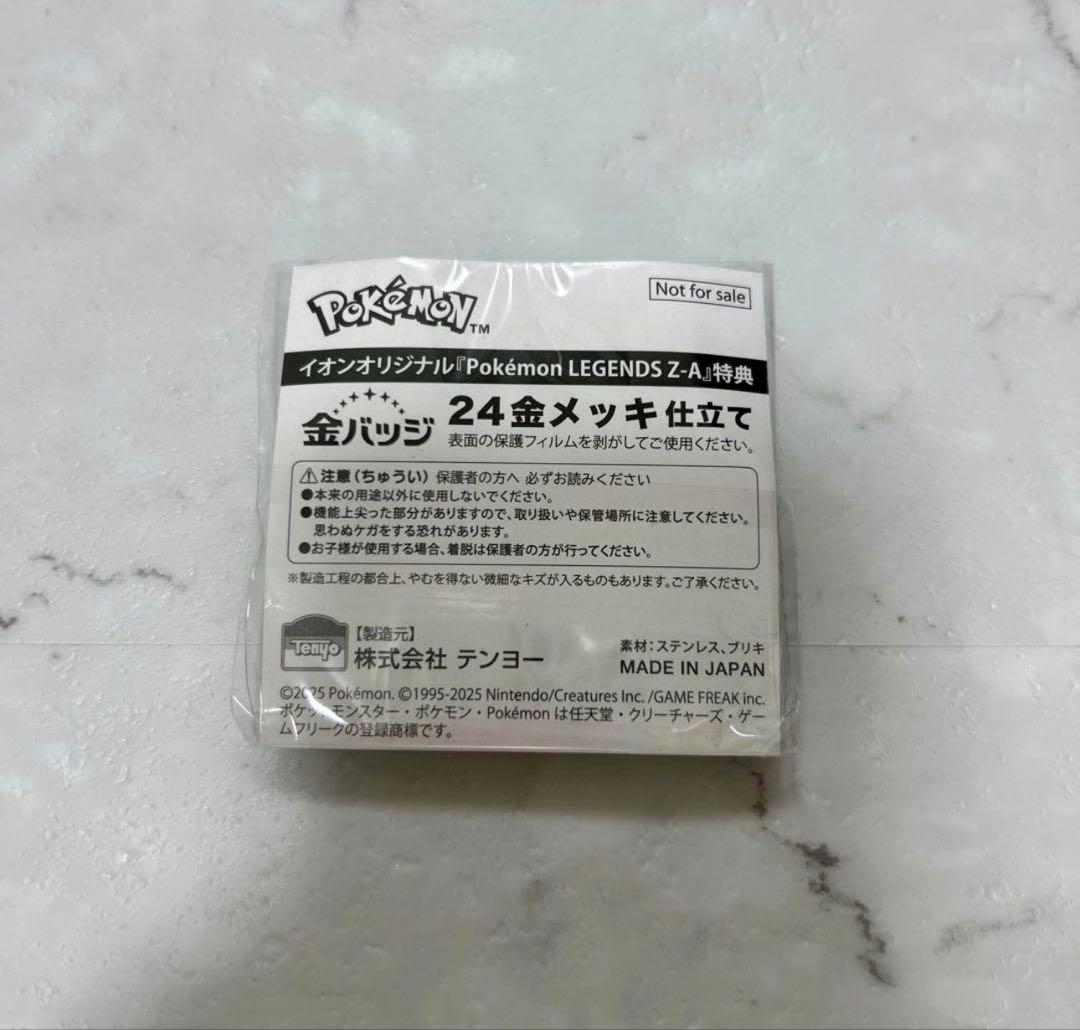 POKéMON™
Not for sale
イオンオリジナル『Pokémon LEGENDS Z-A』特典
金バッジ
24金メッキ 仕立て
表面の保護フィルムを剥がしてご使用ください。
⚠注意(ちゅうい) 保護者の方へ 必ずお読みください
●本来の用途以外に使用しないでください。
●機能上尖った部分がありますので、取り扱いや保管場所に注意してください。
思わぬケガをする恐れがあります。
●お子様が使用する場合、着脱は保護者の方が行ってください。
※製造工程の都合上、やむを得ない微細なキズが入るものもあります。ご了承ください。
Tenyo
【製造元】
株式会社 テンヨー
素材：ステンレス、ブリキ
MADE IN JAPAN
©2025 Pokémon. ©1995-2025 Nintendo/Creatures Inc. /GAME FREAK inc.
ポケットモンスター・ポケモン・Pokémon は任天堂・クリーチャーズ・ゲー
ムフリークの登録商標です。